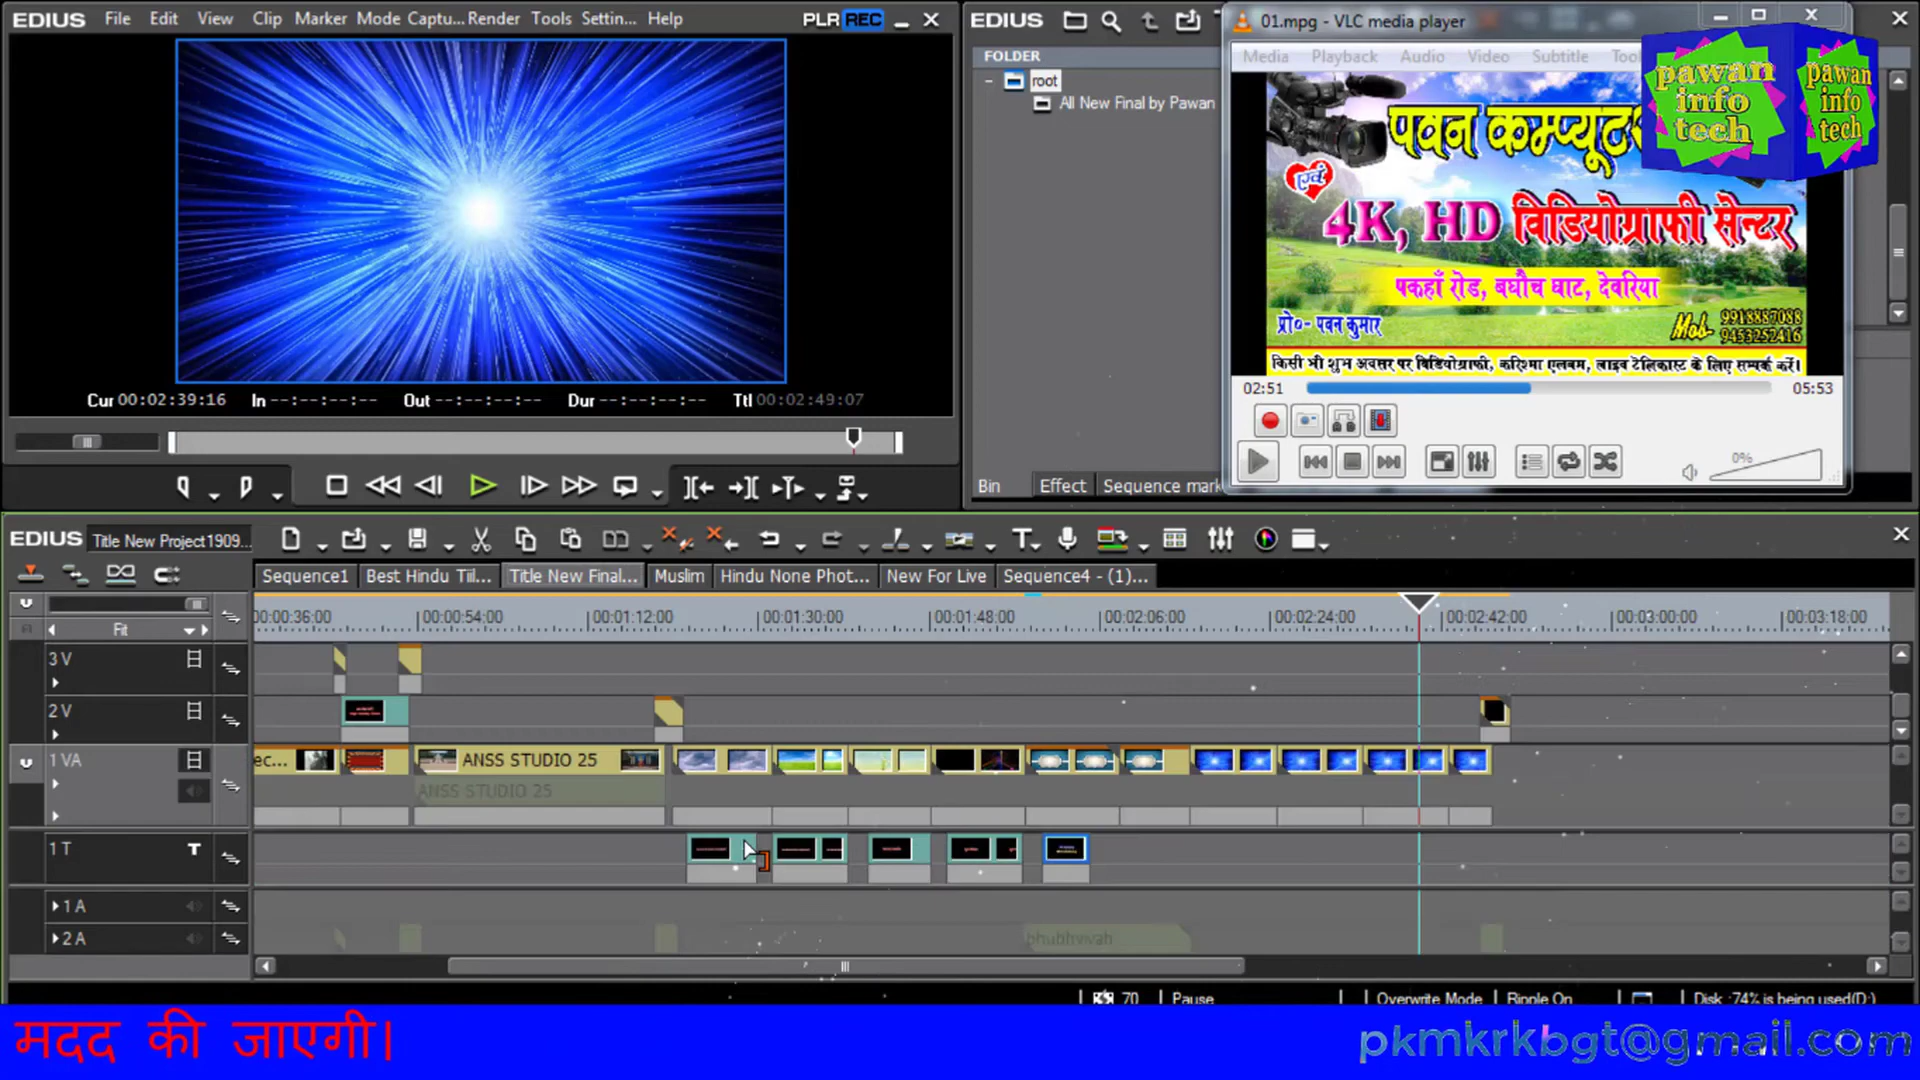 EDIUS File Edit View Clip Marker Mode Captu... Render Tools Settin... Help PLR REC
Cur 00:02:39:16 In --:--:--:-- Out --:--:--:-- Dur --:--:--:-- Ttl 00:02:49:07
EDIUS
FOLDER
root
All New Final by Pawan
Bin Effect Sequence mark
01.mpg - VLC media player
Media Playback Audio Video Subtitle
पवन कम्प्यूटर
एवं
4K, HD विडियोग्राफी सेन्टर
पकहाँ रोड, बघौच घाट, देवरिया
प्रो०- पवन कुमार
Mob- 9918887088
9453252416
किसी भी शुभ अवसर पर विडियोग्राफी, करिश्मा एलबम, लाइव टेलिकास्ट के लिए सम्पर्क करें।
02:51 05:53
0%
pawan info tech
pawan info tech
EDIUS Title New Project1909...
Sequence1 Best Hindu Tiil... Title New Final... Muslim Hindu None Phot... New For Live Sequence4 - (1)...
Fit
00:00:36:00 00:00:54:00 00:01:12:00 00:01:30:00 00:01:48:00 00:02:06:00 00:02:24:00 00:02:42:00 00:03:00:00 00:03:18:00
3 V
2 V
1 VA
ec... ANSS STUDIO 25
ANSS STUDIO 25
1 T T
1 A
2 A
bhubhvivah
70 Pause Overwrite Mode Ripple On Disk :74% is being used(D:)
मदद की जाएगी।
pkmkrkbgt@gmail.com